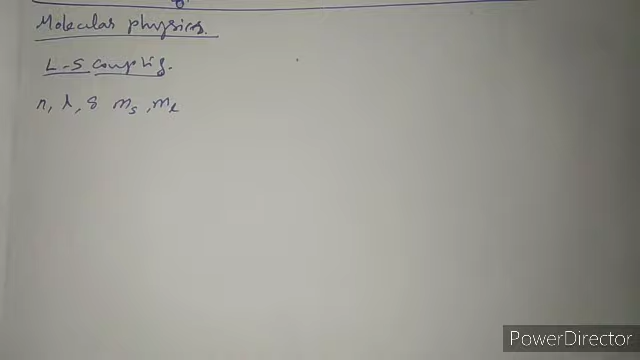 Molecular physics.
L-S coupling.
n, l, s ms, ml
PowerDirector